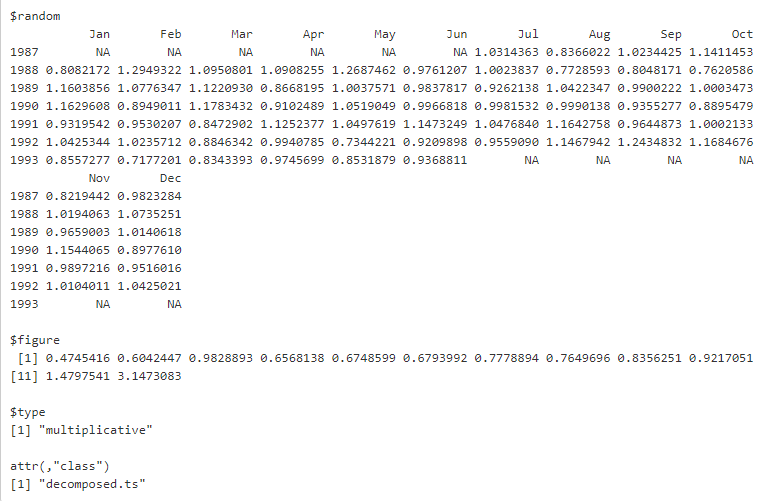 $random
           Jan       Feb       Mar       Apr       May       Jun       Jul       Aug       Sep       Oct
1987        NA        NA        NA        NA        NA        NA 1.0314363 0.8366022 1.0234425 1.1411453
1988 0.8082172 1.2949322 1.0950801 1.0908255 1.2687462 0.9761207 1.0023837 0.7728593 0.8048171 0.7620586
1989 1.1603856 1.0776347 1.1220930 0.8668195 1.0037571 0.9837817 0.9262138 1.0422347 0.9900222 1.0003473
1990 1.1629608 0.8949011 1.1783432 0.9102489 1.0519049 0.9966818 0.9981532 0.9990138 0.9355277 0.8895479
1991 0.9319542 0.9530207 0.8472902 1.1252377 1.0497619 1.1473249 1.0476840 1.1642758 0.9644873 1.0002133
1992 1.0425344 1.0235712 0.8846342 0.9940785 0.7344221 0.9209898 0.9559090 1.1467942 1.2434832 1.1684676
1993 0.8557277 0.7177201 0.8343393 0.9745699 0.8531879 0.9368811        NA        NA        NA        NA
           Nov       Dec
1987 0.8219442 0.9823284
1988 1.0194063 1.0735251
1989 0.9659003 1.0140618
1990 1.1544065 0.8977610
1991 0.9897216 0.9516016
1992 1.0104011 1.0425021
1993        NA        NA

$figure
 [1] 0.4745416 0.6042447 0.9828893 0.6568138 0.6748599 0.6793992 0.7778894 0.7649696 0.8356251 0.9217051
[11] 1.4797541 3.1473083

$type
[1] "multiplicative"

attr(,"class")
[1] "decomposed.ts"